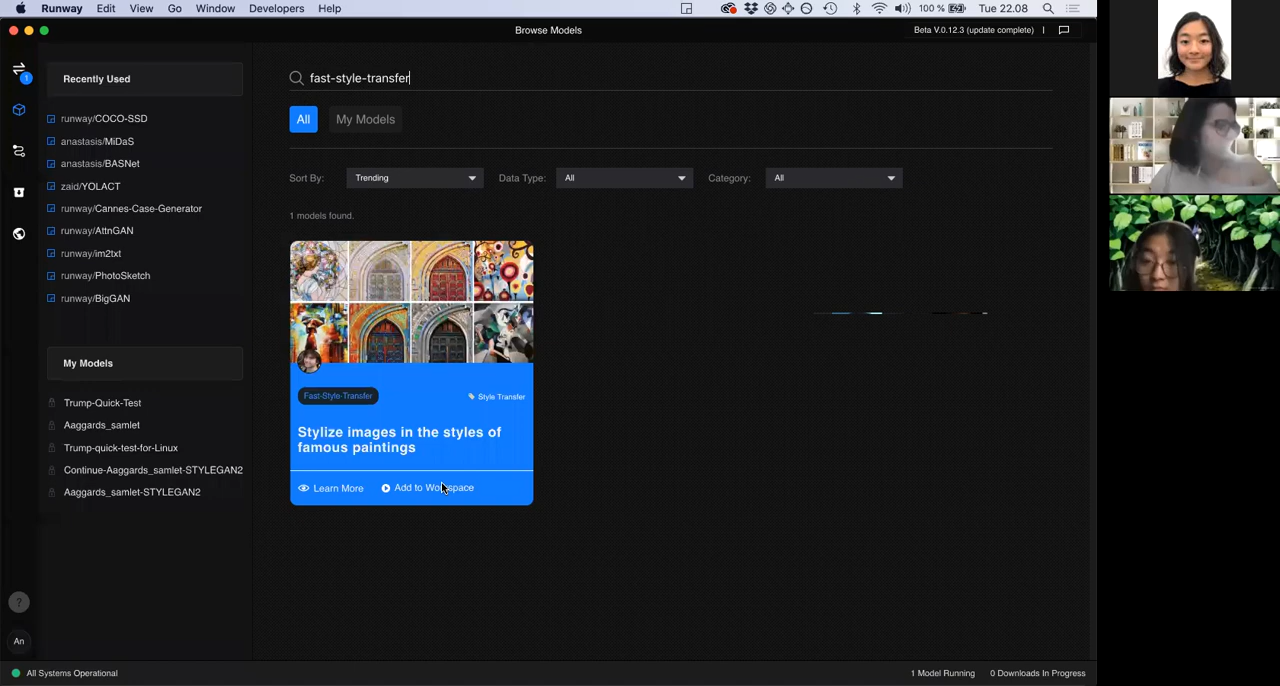 Runway Edit View Go Window Developers Help
100 % Tue 22.08
Browse Models
Beta V.0.12.3 (update complete)
1
Recently Used
runway/COCO-SSD
anastasis/MiDaS
anastasis/BASNet
zaid/YOLACT
runway/Cannes-Case-Generator
runway/AttnGAN
runway/im2txt
runway/PhotoSketch
runway/BigGAN
My Models
Trump-Quick-Test
Aaggards_samlet
Trump-quick-test-for-Linux
Continue-Aaggards_samlet-STYLEGAN2
Aaggards_samlet-STYLEGAN2
?
An
fast-style-transfer
All My Models
Sort By: Trending Data Type: All Category: All
1 models found.
Fast-Style-Transfer Style Transfer
Stylize images in the styles of
famous paintings
Learn More Add to Workspace
All Systems Operational 1 Model Running 0 Downloads In Progress